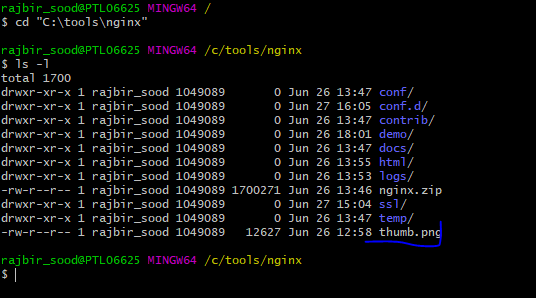 rajbir_sood@PTL06625 MINGW64 /
$ cd "C:\tools\nginx"
rajbir_sood@PTL06625 MINGW64 /c/tools/nginx
$ ls -l
total 1700
drwxr-xr-x 1 rajbir_sood 1049089       0 Jun 26 13:47 conf/
drwxr-xr-x 1 rajbir_sood 1049089       0 Jun 27 16:05 conf.d/
drwxr-xr-x 1 rajbir_sood 1049089       0 Jun 26 13:47 contrib/
drwxr-xr-x 1 rajbir_sood 1049089       0 Jun 26 18:01 demo/
drwxr-xr-x 1 rajbir_sood 1049089       0 Jun 26 13:47 docs/
drwxr-xr-x 1 rajbir_sood 1049089       0 Jun 26 13:55 html/
drwxr-xr-x 1 rajbir_sood 1049089       0 Jun 26 13:53 logs/
-rw-r--r-- 1 rajbir_sood 1049089 1700271 Jun 26 13:46 nginx.zip
drwxr-xr-x 1 rajbir_sood 1049089       0 Jun 27 15:04 ssl/
drwxr-xr-x 1 rajbir_sood 1049089       0 Jun 26 13:47 temp/
-rw-r--r-- 1 rajbir_sood 1049089   12627 Jun 26 12:58 thumb.png
rajbir_sood@PTL06625 MINGW64 /c/tools/nginx
$